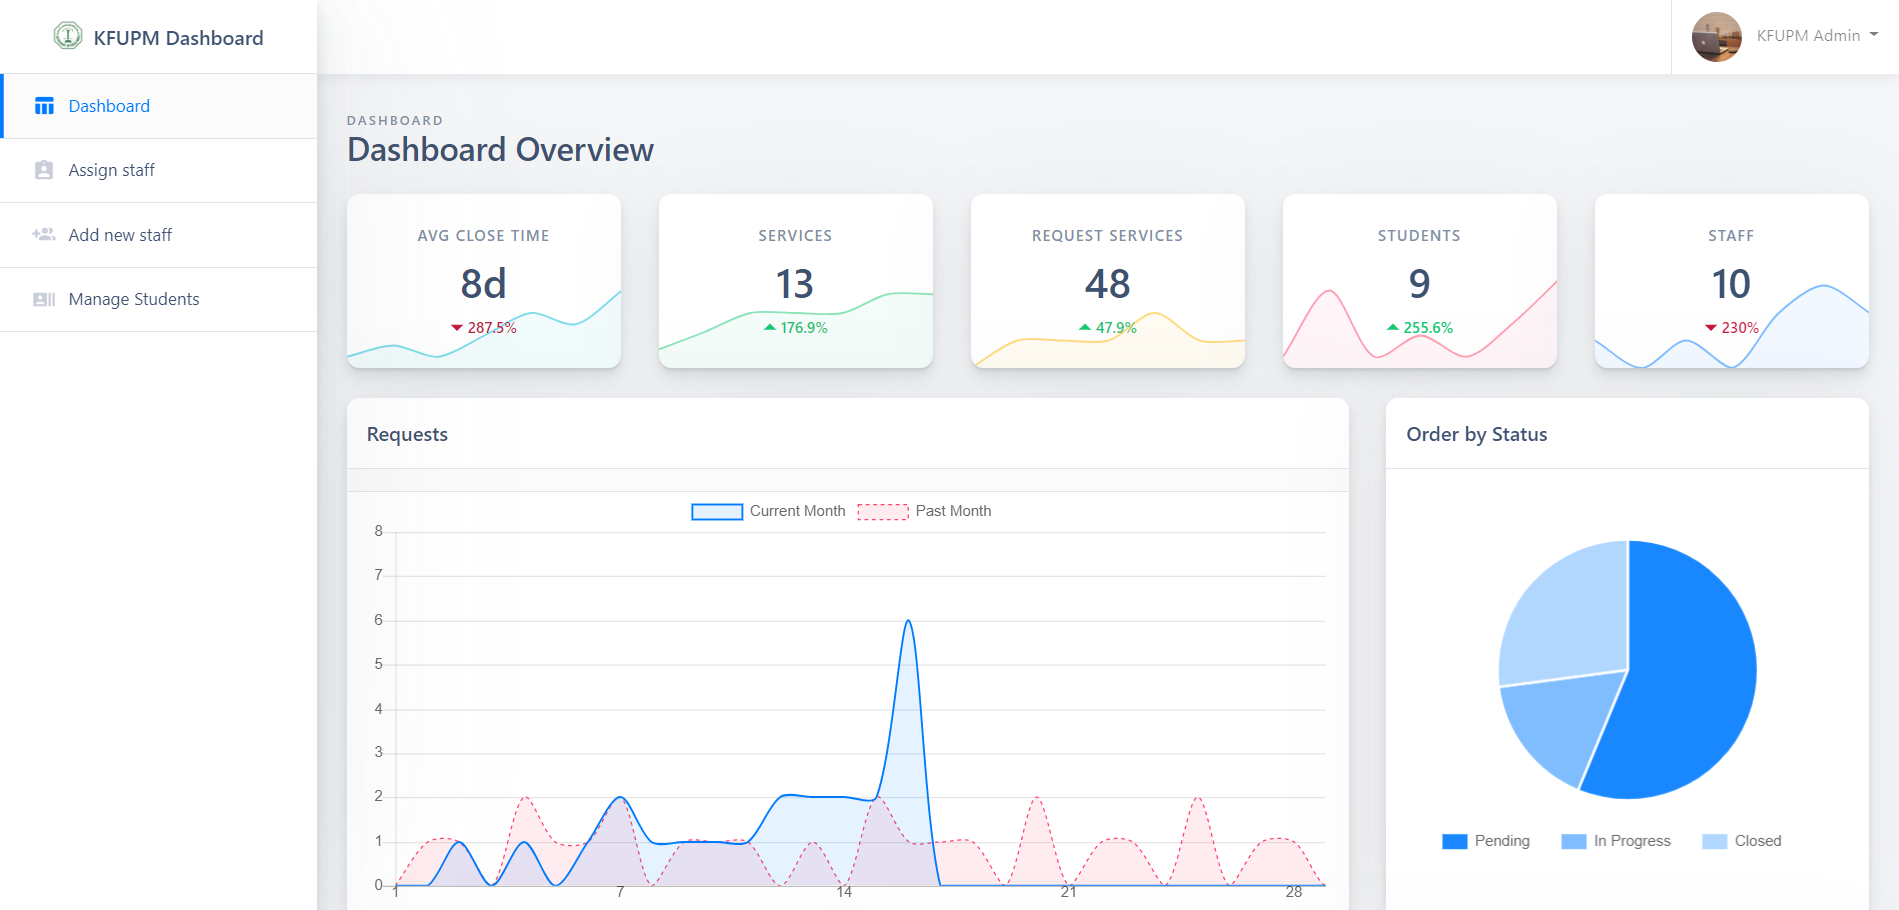 KFUPM Dashboard
KFUPM Admin
Dashboard
Assign staff
Add new staff
Manage Students
DASHBOARD
Dashboard Overview
AVG CLOSE TIME
8d
287.5%
SERVICES
13
176.9%
REQUEST SERVICES
48
47.9%
STUDENTS
9
255.6%
STAFF
10
230%
Requests
Current Month
Past Month
8
7
6
5
4
3
2
1
0
1
7
14
21
28
Order by Status
Pending
In Progress
Closed